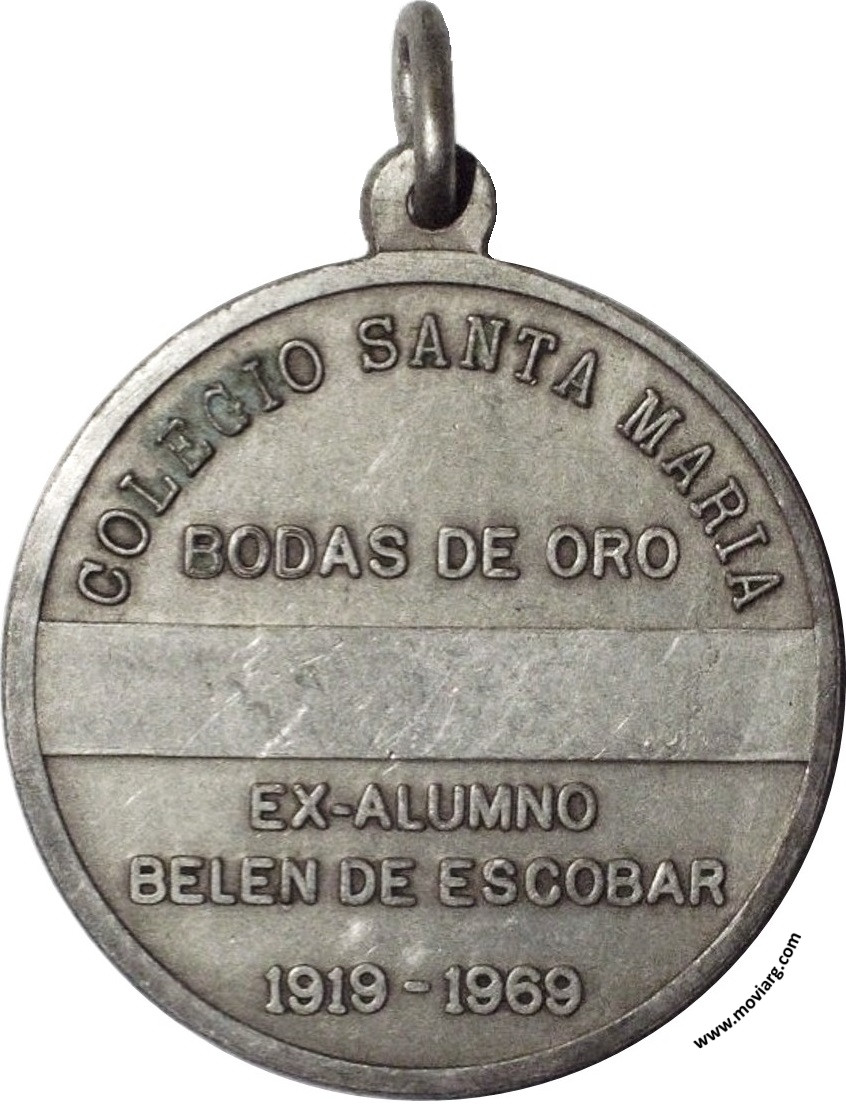 COLEGIO SANTA MARIA
BODAS DE ORO
EX-ALUMNO
BELEN DE ESCOBAR
1919 - 1969
www.moviarg.com